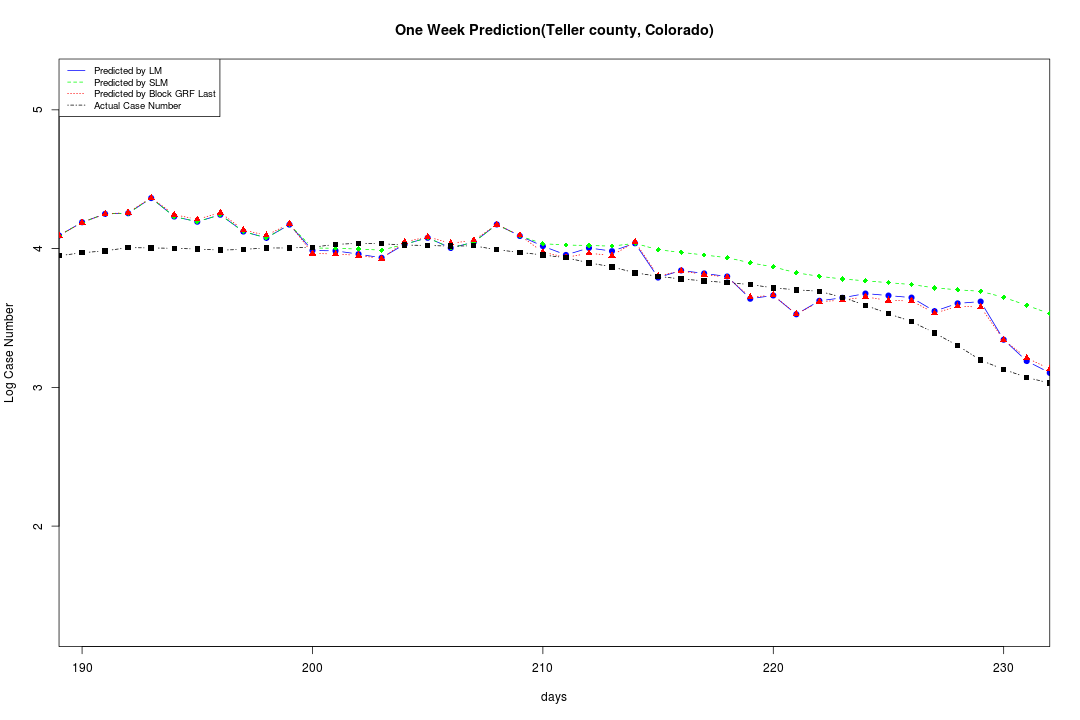 One Week Prediction(Teller county, Colorado)
Predicted by LM
Predicted by SLM
Predicted by Block GRF Last
Actual Case Number
5
4
3
2
Log Case Number
190 200 210 220 230
days